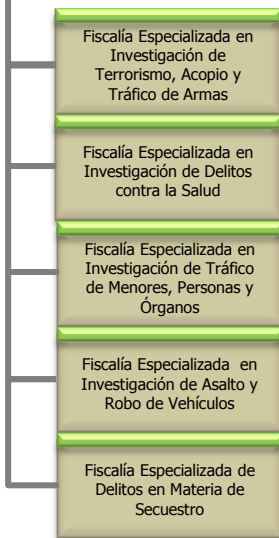 Fiscalía Especializada en
Investigación de
Terrorismo, Acopio y
Tráfico de Armas
Fiscalía Especializada en
Investigación de Delitos
contra la Salud
Fiscalía Especializada en
Investigación de Tráfico
de Menores, Personas y
Órganos
Fiscalía Especializada en
Investigación de Asalto y
Robo de Vehículos
Fiscalía Especializada de
Delitos en Materia de
Secuestro